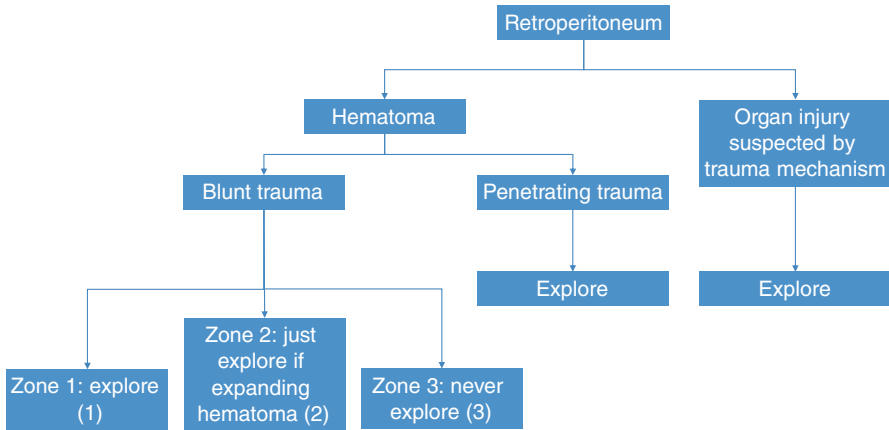 Retroperitoneum
Hematoma
Organ injury
suspected by
trauma mechanism
Blunt trauma
Penetrating trauma
Explore
Explore
Zone 1: explore
(1)
Zone 2: just
explore if
expanding
hematoma (2)
Zone 3: never
explore (3)